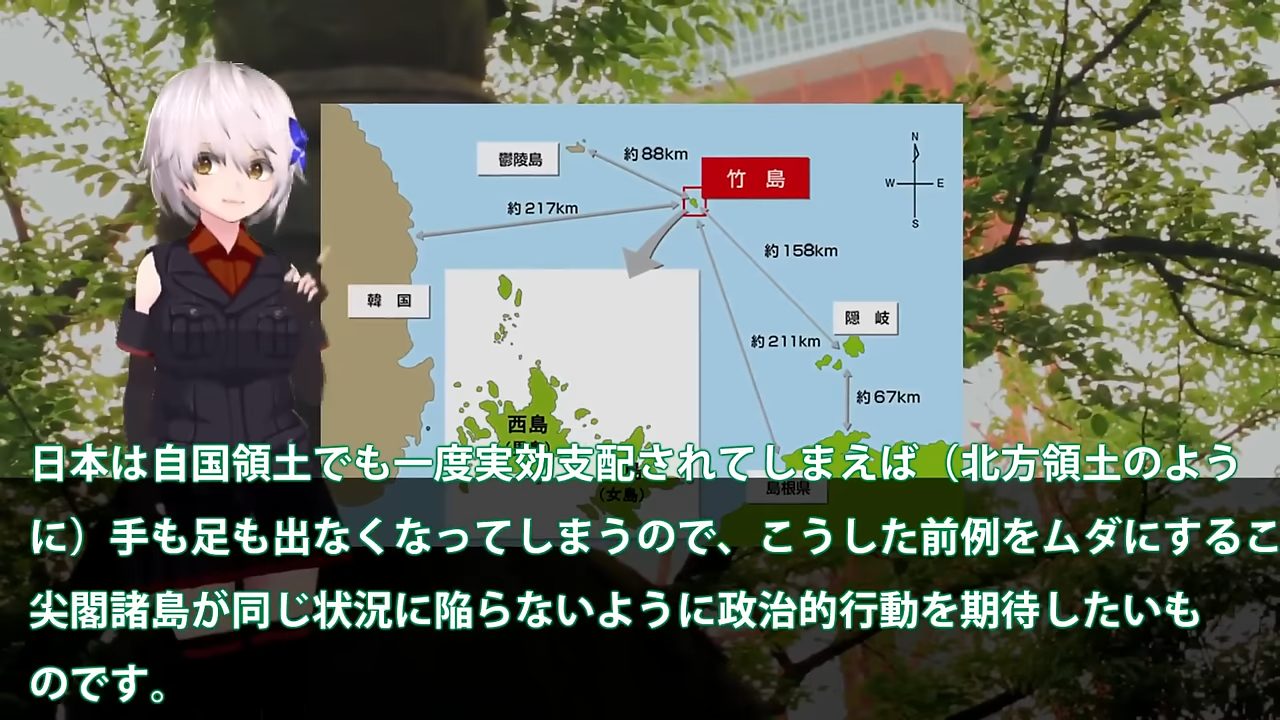 鬱陵島
約88km
竹 島
N
W
E
S
約217km
約158km
韓 国
隠 岐
約211km
約67km
西島
(女島)
島根県
日本は自国領土でも一度実効支配されてしまえば（北方領土のよう
に）手も足も出なくなってしまうので、こうした前例をムダにするこ
尖閣諸島が同じ状況に陥らないように政治的行動を期待したいも
のです。